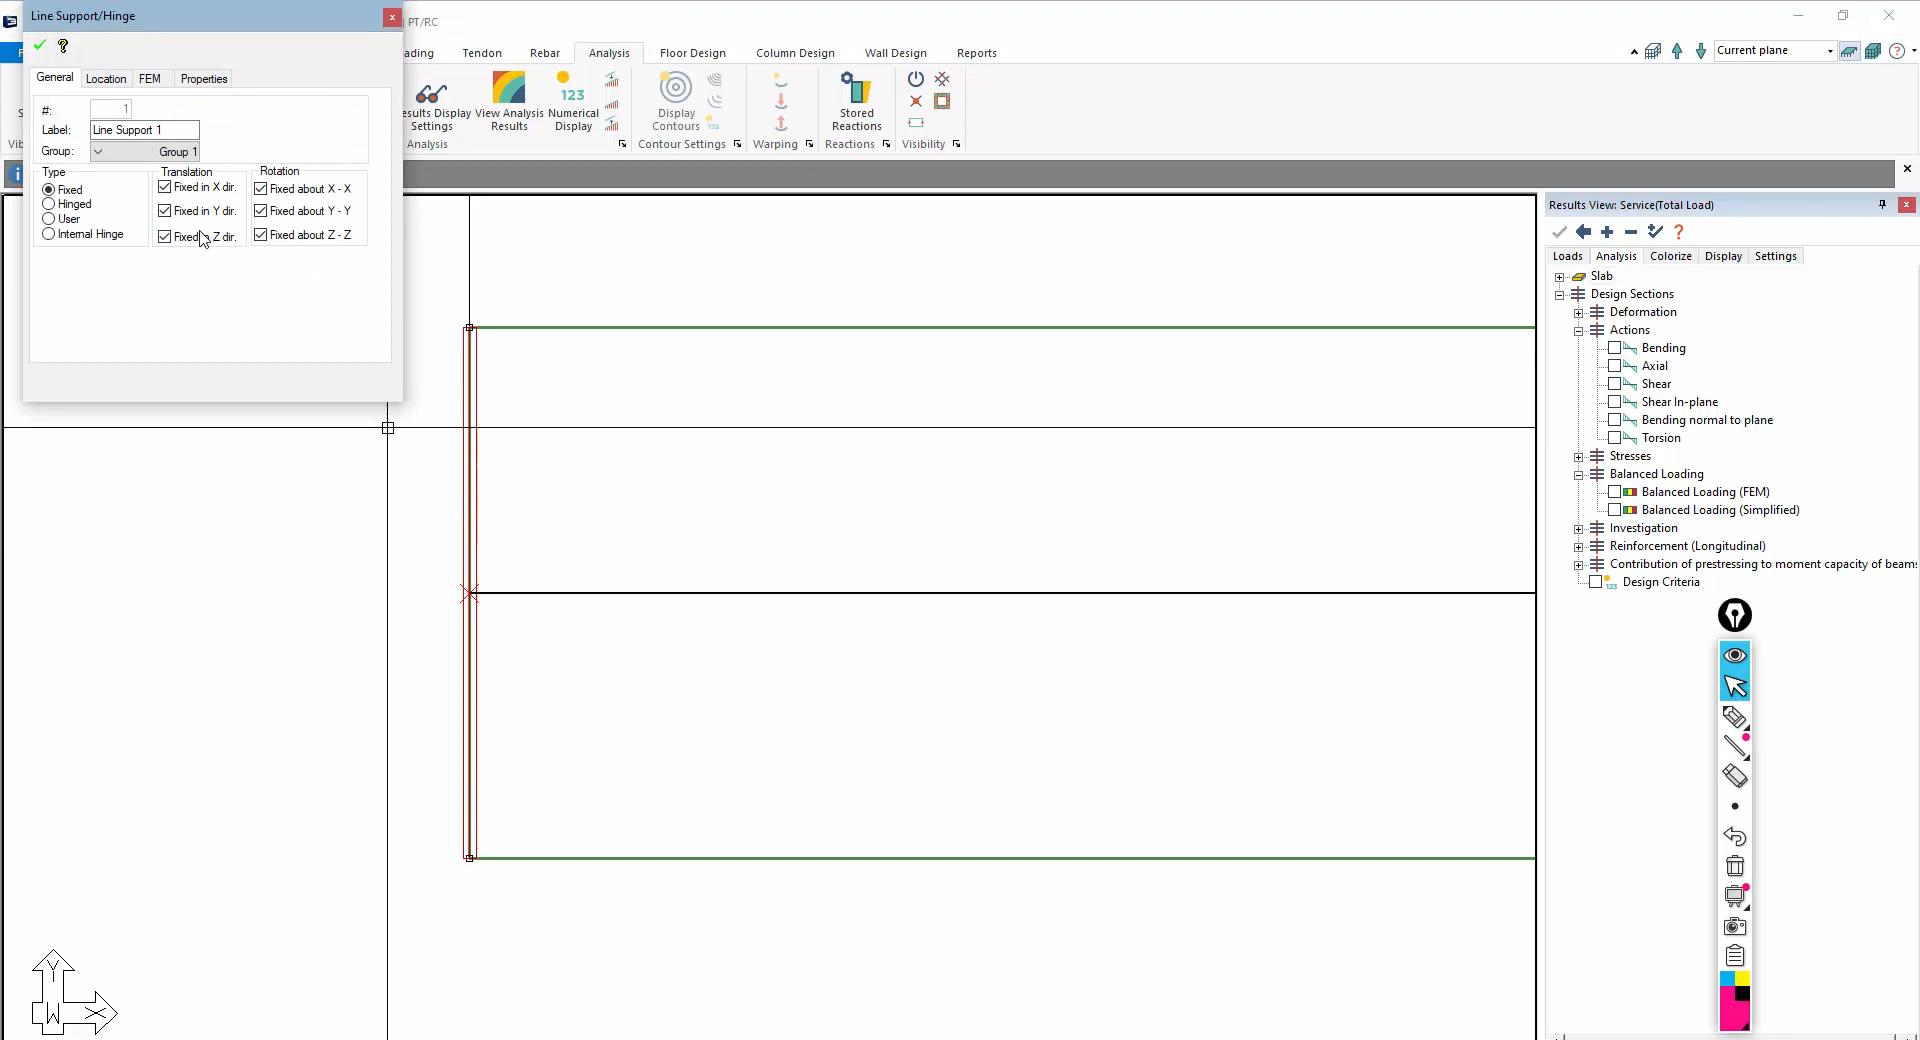 Line Support/Hinge
PT/RC
Tendon
Rebar
Analysis
Floor Design
Column Design
Wall Design
Reports
Current plane
General
Location
FEM
Properties
#: 1
Label: Line Support 1
Group: Group 1
Type
Translation
Rotation
Fixed
Fixed in X dir.
Fixed about X - X
Hinged
User
Fixed in Y dir.
Fixed about Y - Y
Internal Hinge
Z dir.
Fixed about Z - Z
Display
Settings
View Analysis
Results
123
Numerical
Display
Display
Contours
Stored
Reactions
Analysis
Contour Settings
Warping
Reactions
Visibility
Results View: Service(Total Load)
Loads
Analysis
Colorize
Display
Settings
Slab
Design Sections
Deformation
Actions
Bending
Axial
Shear
Shear In-plane
Bending normal to plane
Torsion
Stresses
Balanced Loading
Balanced Loading (FEM)
Balanced Loading (Simplified)
Investigation
Reinforcement (Longitudinal)
Contribution of prestressing to moment capacity of beam
Design Criteria
Y
W
X